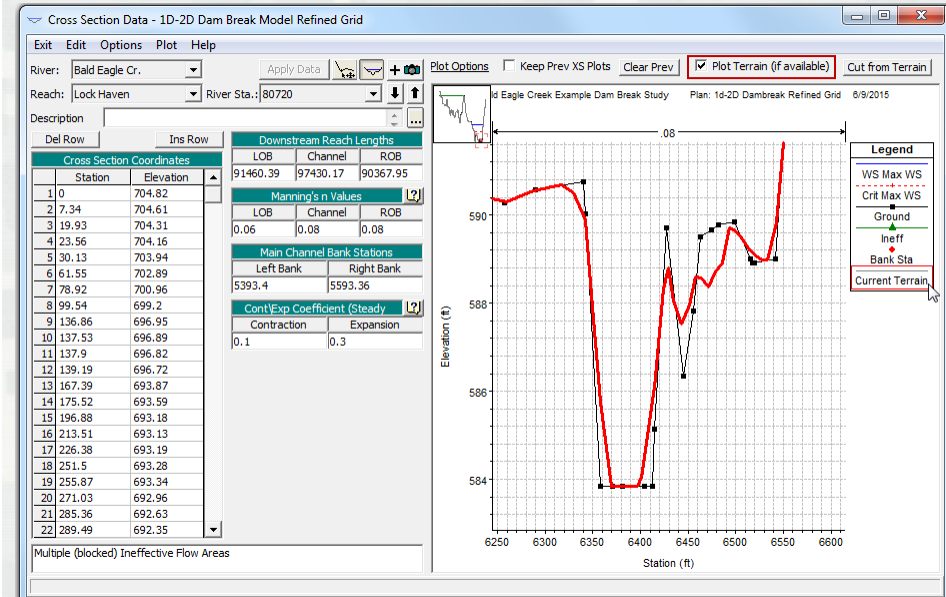 Cross Section Data - 1D-2D Dam Break Model Refined Grid
Exit Edit Options Plot Help
River: Bald Eagle Cr. Apply Data
Reach: Lock Haven River Sta.: 80720
Description ...
Del Row Ins Row
Cross Section Coordinates
Station Elevation
1 0 704.82
2 7.34 704.61
3 19.93 704.31
4 23.56 704.16
5 30.13 703.94
6 61.55 702.89
7 78.92 700.96
8 99.54 699.2
9 136.86 696.95
10 137.53 696.89
11 137.9 696.82
12 139.19 696.72
13 167.39 693.87
14 175.52 693.59
15 196.88 693.18
16 213.51 693.13
17 226.38 693.19
18 251.5 693.28
19 255.87 693.34
20 271.03 692.96
21 285.36 692.63
22 289.49 692.35
Downstream Reach Lengths
LOB Channel ROB
91460.39 97430.17 90367.95
Manning's n Values
LOB Channel ROB
0.06 0.08 0.08
Main Channel Bank Stations
Left Bank Right Bank
5393.4 5593.36
Cont\Exp Coefficient (Steady
Contraction Expansion
0.1 0.3
Multiple (blocked) Ineffective Flow Areas
Plot Options Keep Prev XS Plots Clear Prev Plot Terrain (if available) Cut from Terrain
ld Eagle Creek Example Dam Break Study Plan: 1d-2D Dambreak Refined Grid 6/9/2015
.08
590
588
586
584
Elevation (ft)
6250 6300 6350 6400 6450 6500 6550 6600
Station (ft)
Legend
WS Max WS
Crit Max WS
Ground
Ineff
Bank Sta
Current Terrain